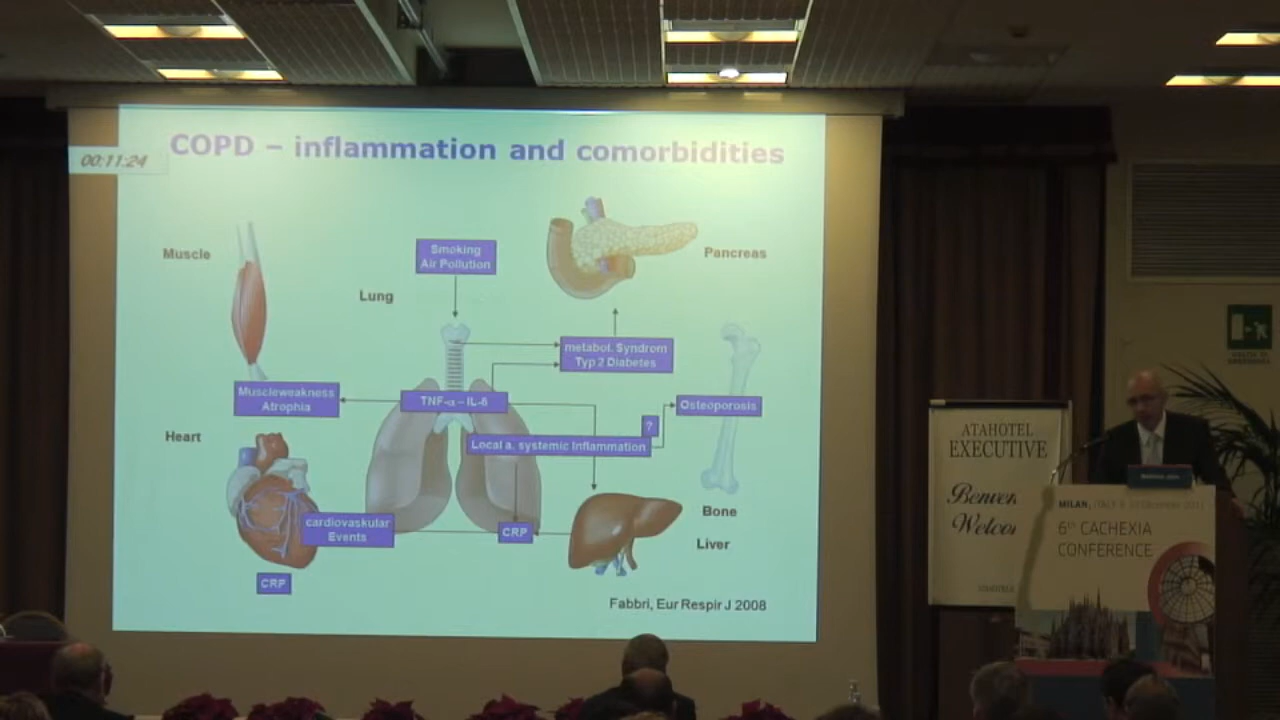 COPD – inflammation and comorbidities
00:11:24
Muscle
Smoking
Air Pollution
Pancreas
Lung
metabol. Syndrom
Typ 2 Diabetes
Muscleweakness
Atrophia
TNF-α – IL-6
Osteoporosis
?
Local a. systemic Inflammation
Heart
cardiovaskular
Events
CRP
Bone
Liver
CRP
Fabbri, Eur Respir J 2008
ATAHOTEL
EXECUTIVE
MILAN,
6th CACHEXIA
CONFERENCE